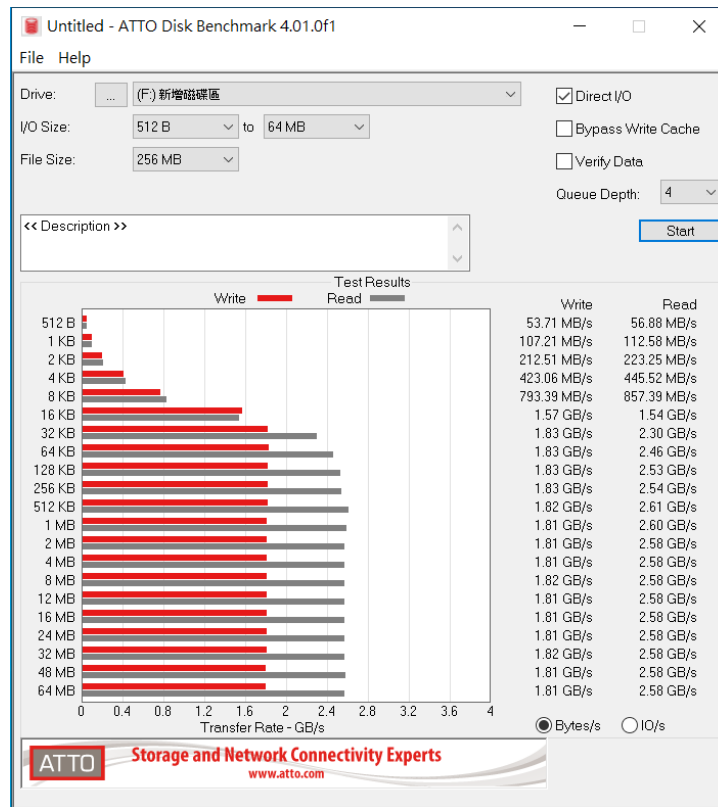 Untitled - ATTO Disk Benchmark 4.01.0f1
File Help
Drive: ... (F:) 新增磁碟區
Direct I/O
I/O Size: 512 B to 64 MB
Bypass Write Cache
File Size: 256 MB
Verify Data
Queue Depth: 4
<< Description >>
Start
Test Results
Write Read
Write Read
512 B 53.71 MB/s 56.88 MB/s
1 KB 107.21 MB/s 112.58 MB/s
2 KB 212.51 MB/s 223.25 MB/s
4 KB 423.06 MB/s 445.52 MB/s
8 KB 793.39 MB/s 857.39 MB/s
16 KB 1.57 GB/s 1.54 GB/s
32 KB 1.83 GB/s 2.30 GB/s
64 KB 1.83 GB/s 2.46 GB/s
128 KB 1.83 GB/s 2.53 GB/s
256 KB 1.83 GB/s 2.54 GB/s
512 KB 1.82 GB/s 2.61 GB/s
1 MB 1.81 GB/s 2.60 GB/s
2 MB 1.81 GB/s 2.58 GB/s
4 MB 1.81 GB/s 2.58 GB/s
8 MB 1.82 GB/s 2.58 GB/s
12 MB 1.81 GB/s 2.58 GB/s
16 MB 1.81 GB/s 2.58 GB/s
24 MB 1.81 GB/s 2.58 GB/s
32 MB 1.82 GB/s 2.58 GB/s
48 MB 1.81 GB/s 2.58 GB/s
64 MB 1.81 GB/s 2.58 GB/s
0 0.4 0.8 1.2 1.6 2 2.4 2.8 3.2 3.6 4
Transfer Rate - GB/s
Bytes/s IO/s
ATTO
Storage and Network Connectivity Experts
www.atto.com